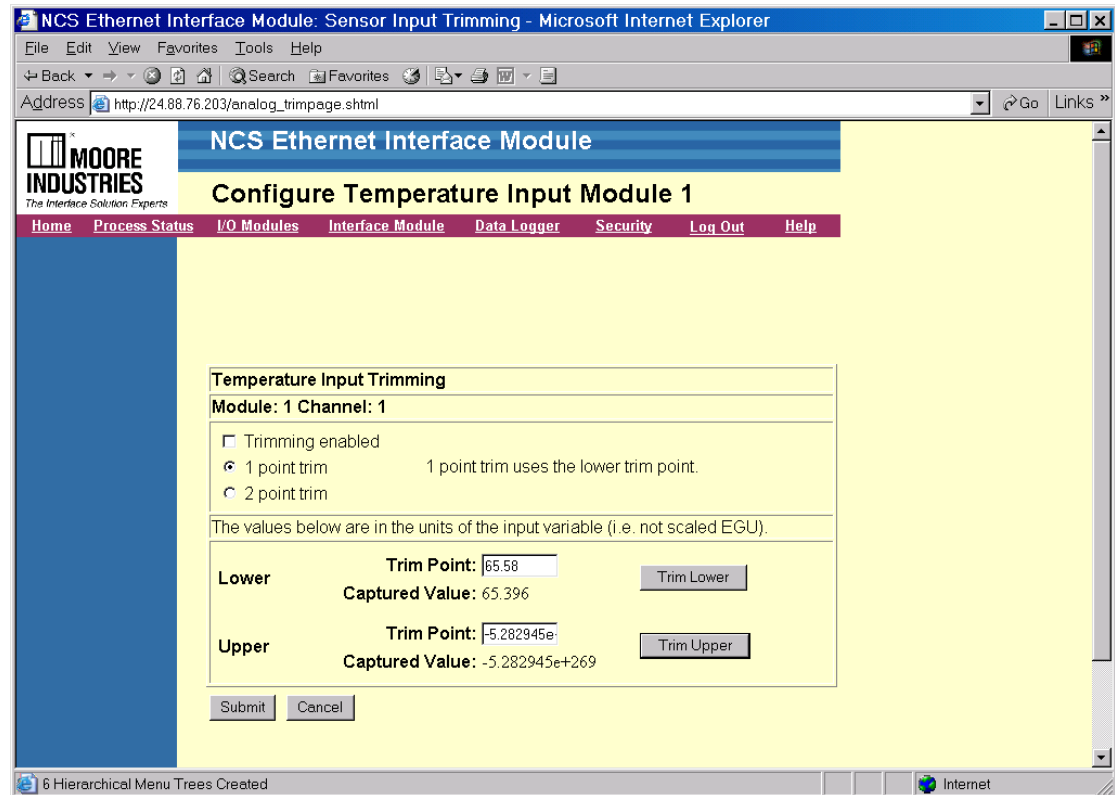 NCS Ethernet Interface Module: Sensor Input Trimming - Microsoft Internet Explorer
File Edit View Favorites Tools Help
Back Search Favorites
Address http://24.88.76.203/analog_trimpage.shtml Go Links »
MOORE INDUSTRIES
The Interface Solution Experts
NCS Ethernet Interface Module
Configure Temperature Input Module 1
Home Process Status I/O Modules Interface Module Data Logger Security Log Out Help
Temperature Input Trimming
Module: 1 Channel: 1
Trimming enabled
1 point trim 1 point trim uses the lower trim point.
2 point trim
The values below are in the units of the input variable (i.e. not scaled EGU).
Lower Trim Point: 65.58 Trim Lower
Captured Value: 65.396
Upper Trim Point: -5.282945e- Trim Upper
Captured Value: -5.282945e+269
Submit Cancel
6 Hierarchical Menu Trees Created Internet